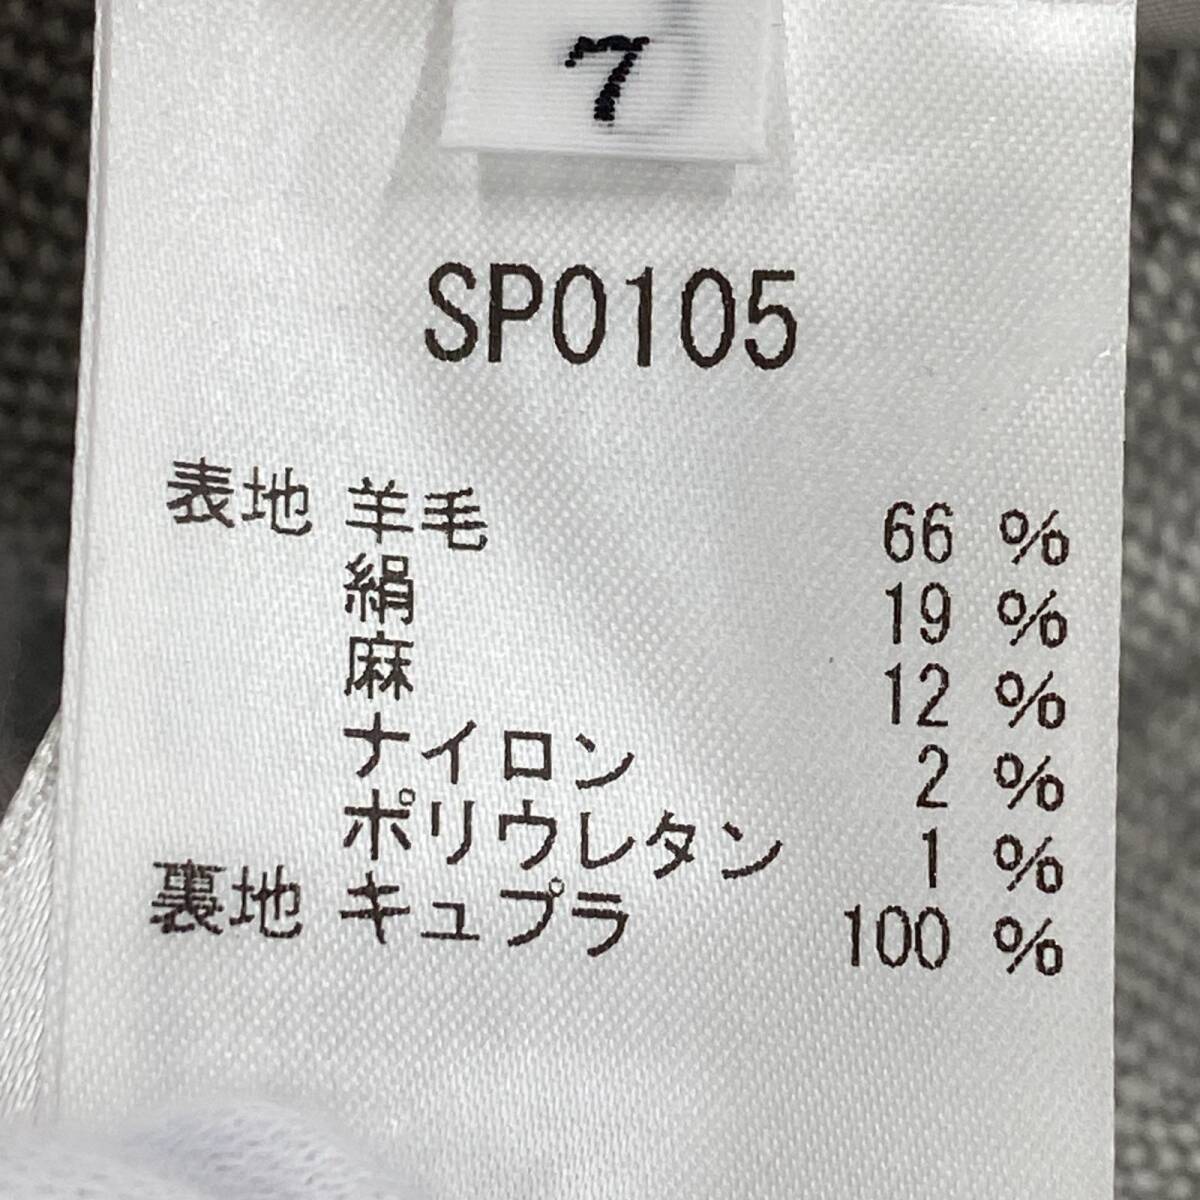 7
SP0105
表地 羊毛 66 %
絹 19 %
麻 12 %
ナイロン 2 %
ポリウレタン 1 %
裏地 キュプラ 100 %